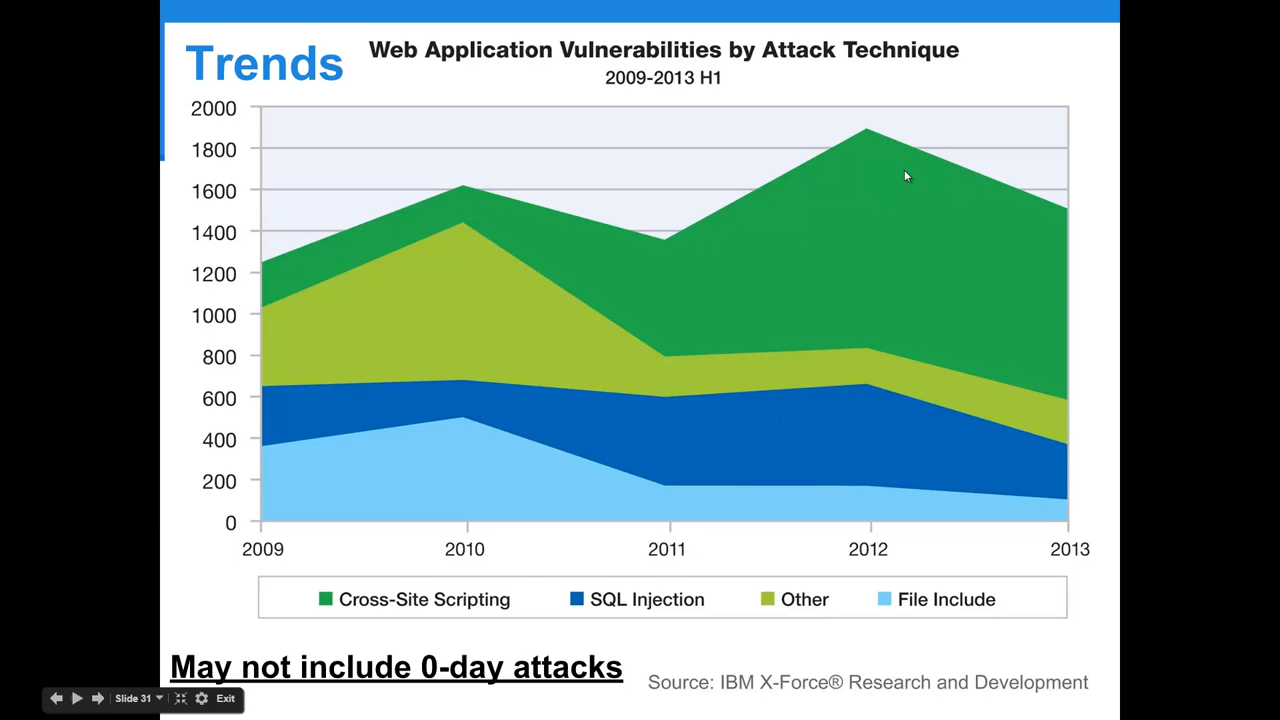 Trends
Web Application Vulnerabilities by Attack Technique
2009-2013 H1
2000
1800
1600
1400
1200
1000
800
600
400
200
0
2009 2010 2011 2012 2013
Cross-Site Scripting SQL Injection Other File Include
May not include 0-day attacks
Source: IBM X-Force® Research and Development
Slide 31 Exit